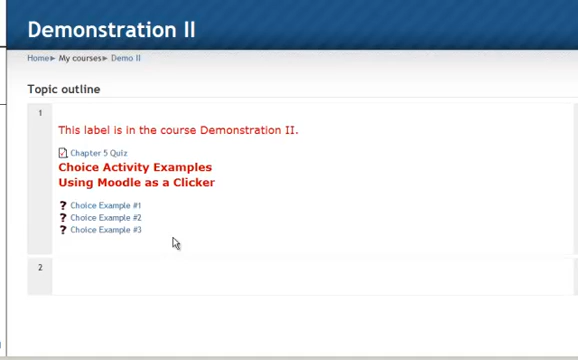 Demonstration II
Home► My courses► Demo II
Topic outline
1
This label is in the course Demonstration II.
Chapter 5 Quiz
Choice Activity Examples
Using Moodle as a Clicker
? Choice Example #1
? Choice Example #2
? Choice Example #3
2